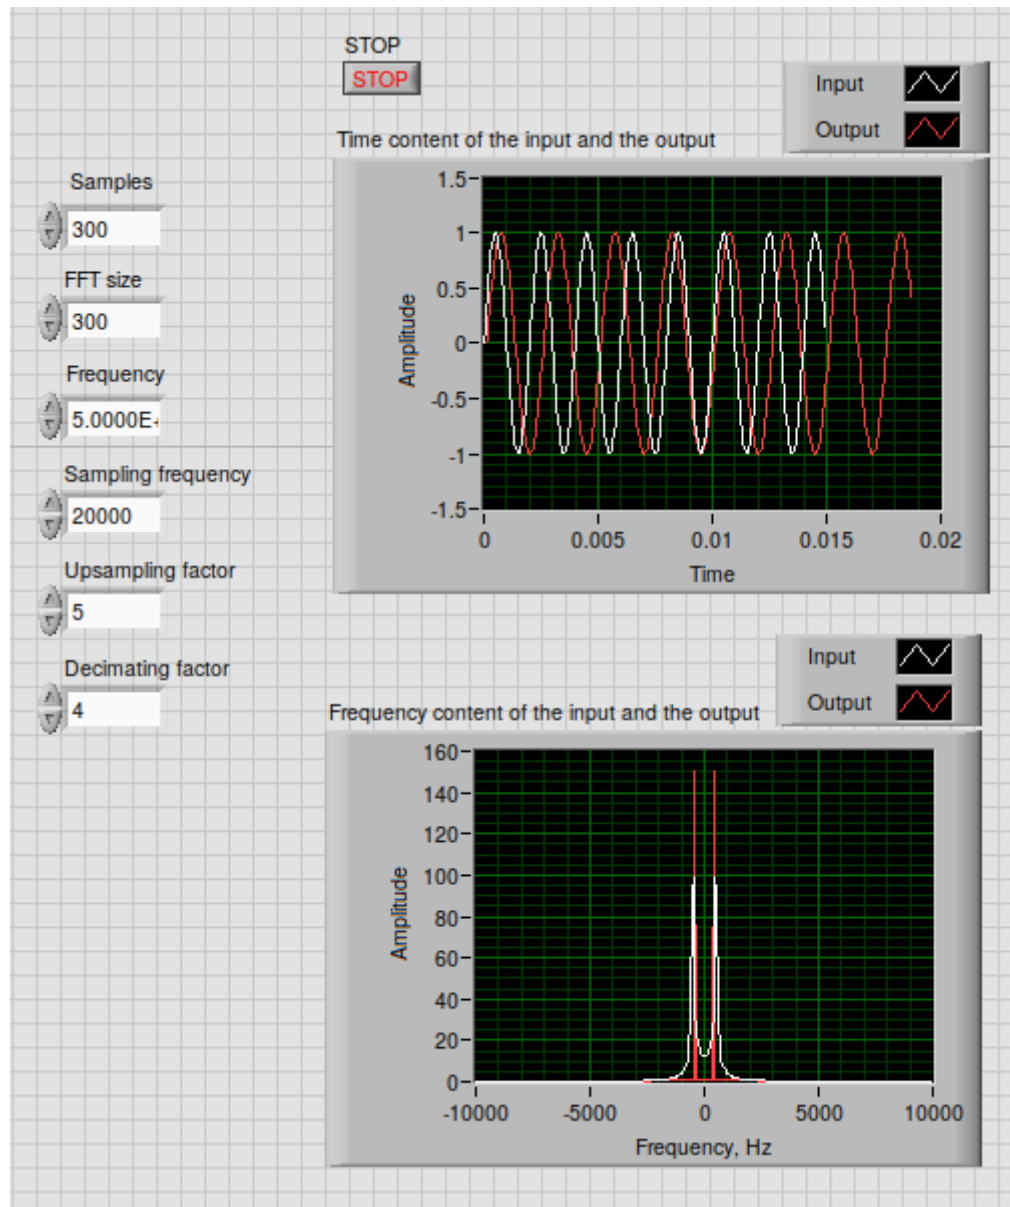 STOP
STOP
Input
Output
Time content of the input and the output
Samples
300
FFT size
300
Frequency
5.0000E+
Sampling frequency
20000
Upsampling factor
5
Decimating factor
4
1.5
1
0.5
0
-0.5
-1
-1.5
Amplitude
0 0.005 0.01 0.015 0.02
Time
Input
Output
Frequency content of the input and the output
160
140
120
100
80
60
40
20
0
Amplitude
-10000 -5000 0 5000 10000
Frequency, Hz